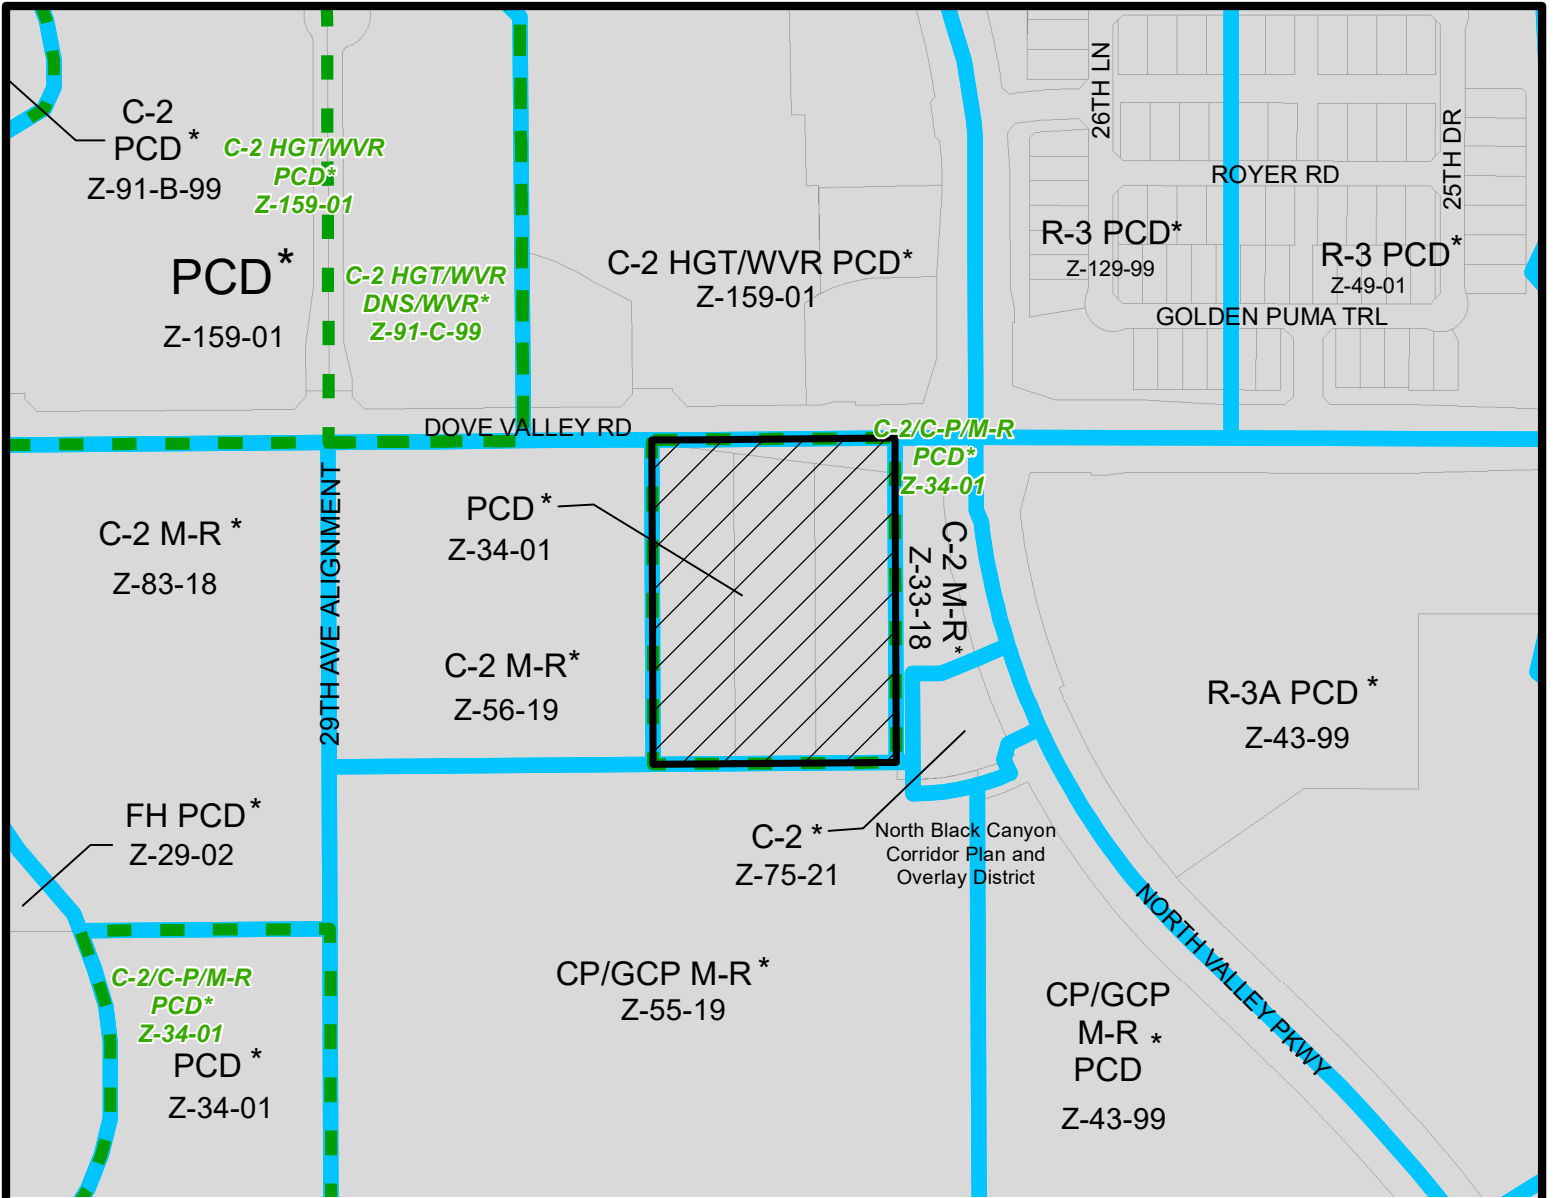 C-2
PCD *
Z-91-B-99
C-2 HGT/WVR
PCD*
Z-159-01
PCD*
Z-159-01
C-2 HGT/WVR
DNS/WVR*
Z-91-C-99
C-2 HGT/WVR PCD*
Z-159-01
26TH LN
25TH DR
ROYER RD
R-3 PCD*
Z-129-99
R-3 PCD*
Z-49-01
GOLDEN PUMA TRL
DOVE VALLEY RD
C-2/C-P/M-R
PCD*
Z-34-01
C-2 M-R *
Z-83-18
29TH AVE ALIGNMENT
PCD *
Z-34-01
C-2 M-R*
Z-56-19
C-2 M-R*
Z-33-18
R-3A PCD *
Z-43-99
FH PCD*
Z-29-02
C-2 *
Z-75-21
North Black Canyon
Corridor Plan and
Overlay District
NORTH VALLEY PKWY
C-2/C-P/M-R
PCD*
Z-34-01
PCD *
Z-34-01
CP/GCP M-R *
Z-55-19
CP/GCP
M-R *
PCD
Z-43-99